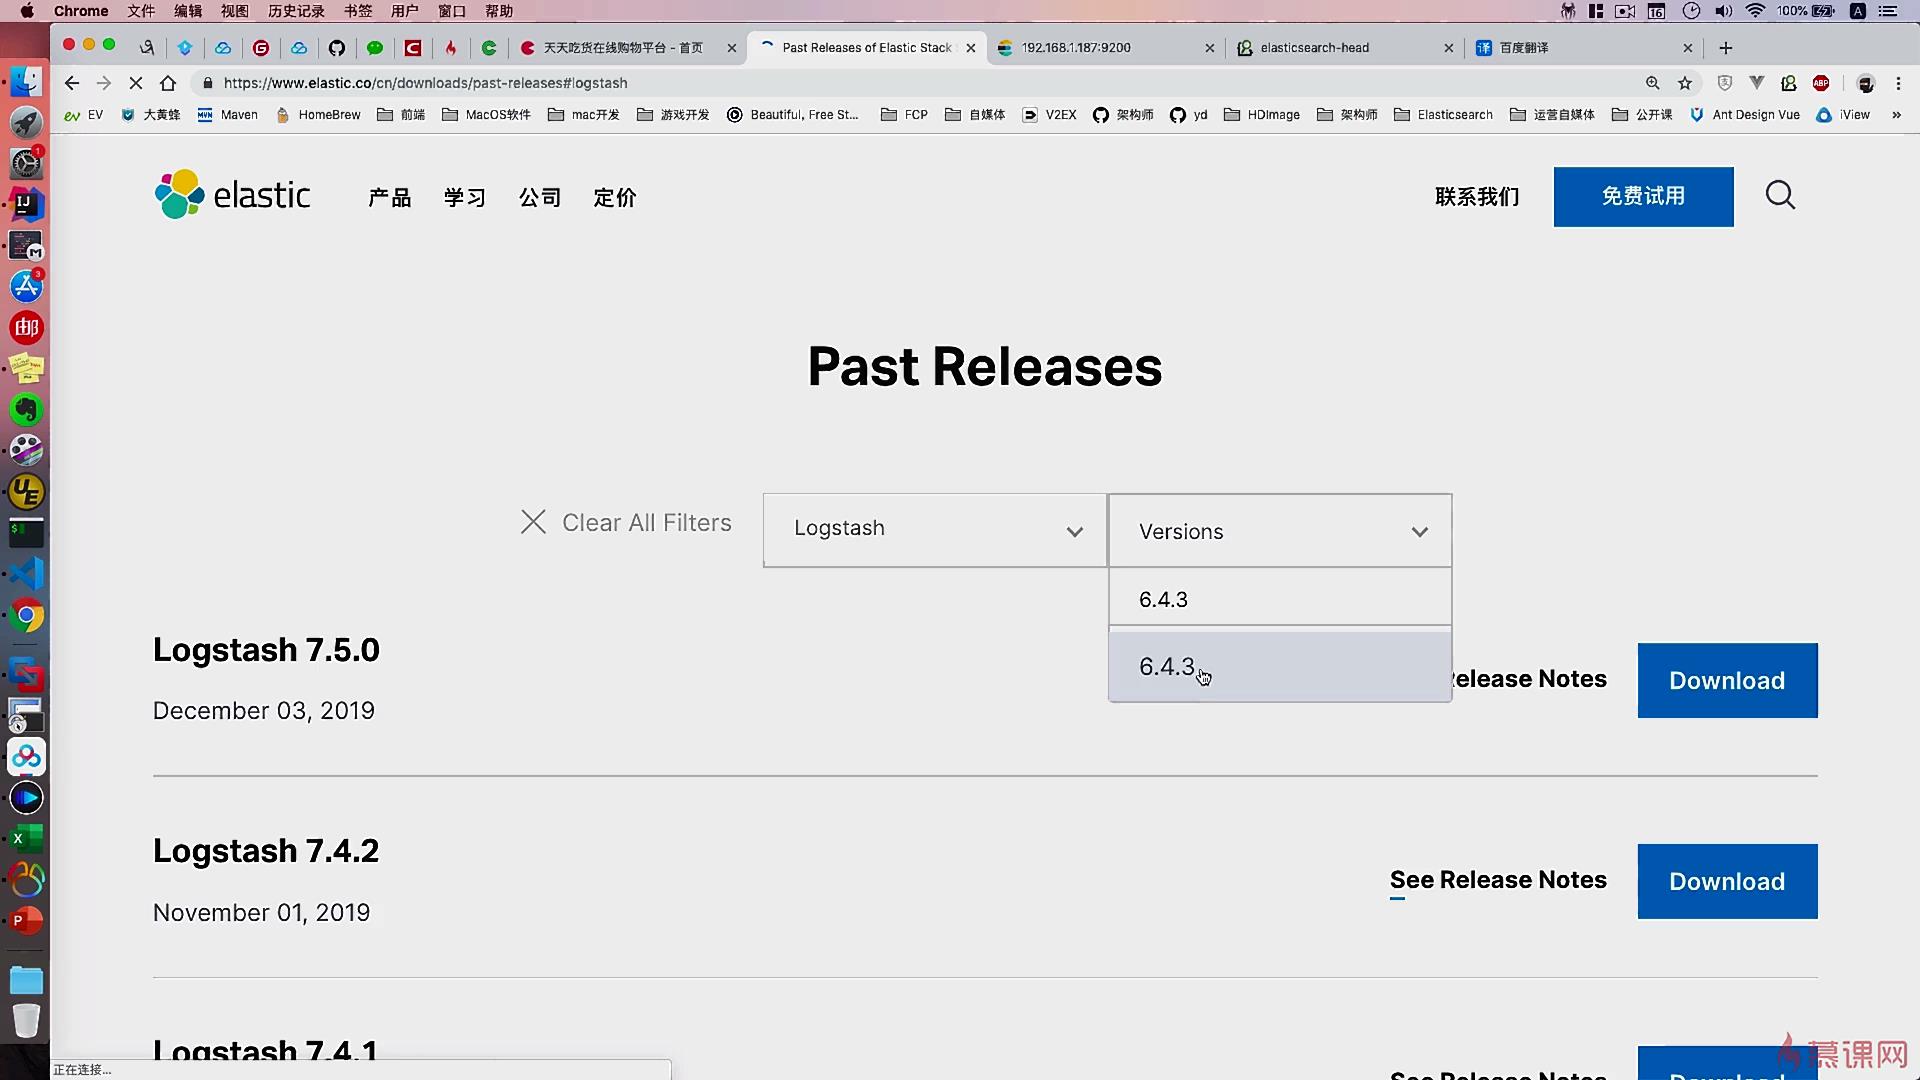 Chrome 文件 编辑 视图 历史记录 书签 用户 窗口 帮助 16 100% A
天天吃货在线购物平台 - 首页 Past Releases of Elastic Stack 192.168.1.187:9200 elasticsearch-head 译 百度翻译
https://www.elastic.co/cn/downloads/past-releases#logstash ABP
EV 大黄蜂 Maven HomeBrew 前端 MacOS软件 mac开发 游戏开发 Beautiful, Free St... FCP 自媒体 V2EX 架构师 yd HDImage 架构师 Elasticsearch 运营自媒体 公开课 Ant Design Vue iView »
elastic 产品 学习 公司 定价 联系我们 免费试用
Past Releases
Clear All Filters Logstash Versions
6.4.3
6.4.3
Logstash 7.5.0
December 03, 2019
Release Notes Download
Logstash 7.4.2
November 01, 2019
See Release Notes Download
Logstash 7.4.1
See Release Notes Download
正在连接...
慕课网